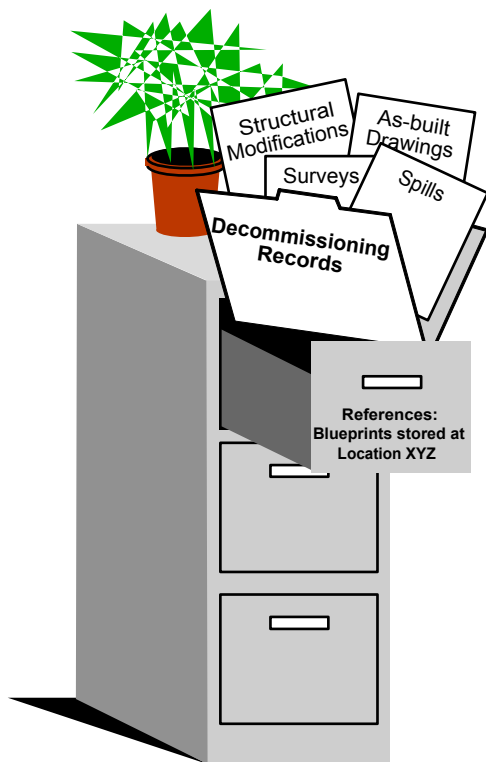 Structural
Modifications
As-built
Drawings
Surveys
Spills
Decommissioning
Records
References:
Blueprints stored at
Location XYZ